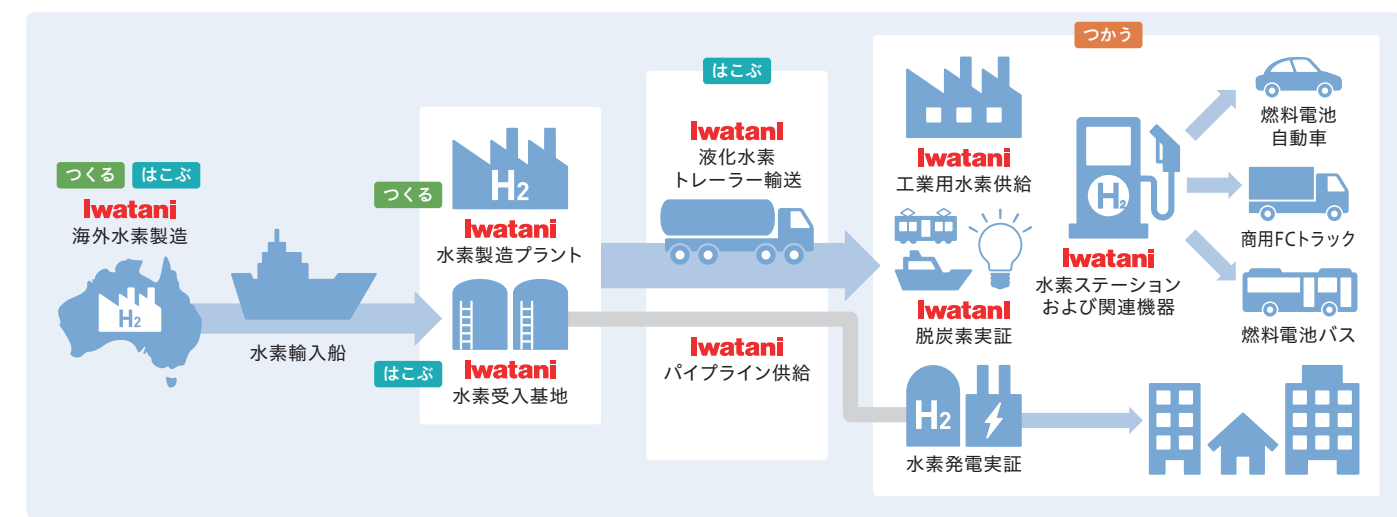 つくる
はこぶ
Iwatani
海外水素製造
H2
水素輸入船
つくる
H2
Iwatani
水素製造プラント
はこぶ
Iwatani
水素受入基地
はこぶ
Iwatani
液化水素
トレーラー輸送
Iwatani
パイプライン供給
つかう
Iwatani
工業用水素供給
Iwatani
脱炭素実証
H2
Iwatani
水素ステーション
および関連機器
燃料電池
自動車
商用FCトラック
燃料電池バス
H2
水素発電実証